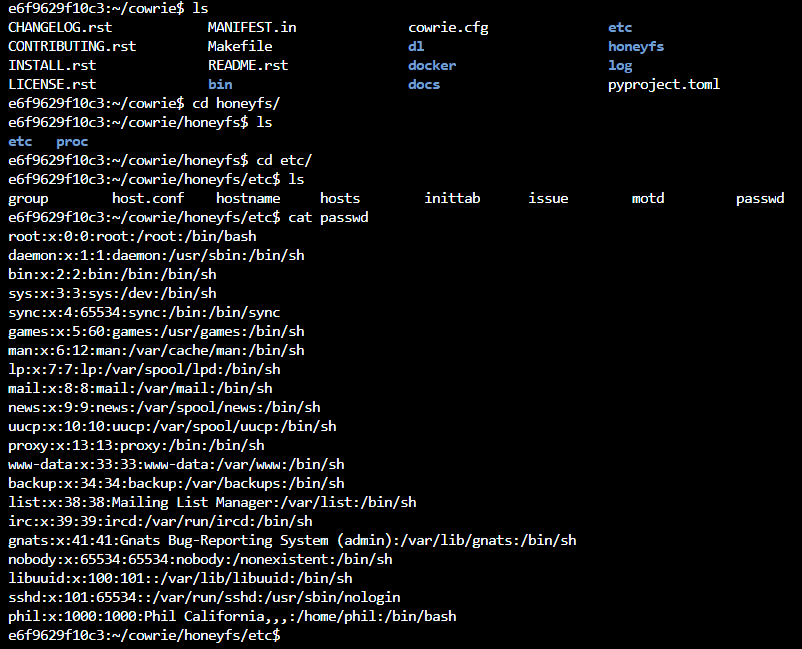 e6f9629f10c3:~/cowrie$ ls
CHANGELOG.rst MANIFEST.in cowrie.cfg etc
CONTRIBUTING.rst Makefile dl honeyfs
INSTALL.rst README.rst docker log
LICENSE.rst bin docs pyproject.toml
e6f9629f10c3:~/cowrie$ cd honeyfs/
e6f9629f10c3:~/cowrie/honeyfs$ ls
etc proc
e6f9629f10c3:~/cowrie/honeyfs$ cd etc/
e6f9629f10c3:~/cowrie/honeyfs/etc$ ls
group host.conf hostname hosts inittab issue motd passwd
e6f9629f10c3:~/cowrie/honeyfs/etc$ cat passwd
root:x:0:0:root:/root:/bin/bash
daemon:x:1:1:daemon:/usr/sbin:/bin/sh
bin:x:2:2:bin:/bin:/bin/sh
sys:x:3:3:sys:/dev:/bin/sh
sync:x:4:65534:sync:/bin:/bin/sync
games:x:5:60:games:/usr/games:/bin/sh
man:x:6:12:man:/var/cache/man:/bin/sh
lp:x:7:7:lp:/var/spool/lpd:/bin/sh
mail:x:8:8:mail:/var/mail:/bin/sh
news:x:9:9:news:/var/spool/news:/bin/sh
uucp:x:10:10:uucp:/var/spool/uucp:/bin/sh
proxy:x:13:13:proxy:/bin:/bin/sh
www-data:x:33:33:www-data:/var/www:/bin/sh
backup:x:34:34:backup:/var/backups:/bin/sh
list:x:38:38:Mailing List Manager:/var/list:/bin/sh
irc:x:39:39:ircd:/var/run/ircd:/bin/sh
gnats:x:41:41:Gnats Bug-Reporting System (admin):/var/lib/gnats:/bin/sh
nobody:x:65534:65534:nobody:/nonexistent:/bin/sh
libuuid:x:100:101::/var/lib/libuuid:/bin/sh
sshd:x:101:65534::/var/run/sshd:/usr/sbin/nologin
phil:x:1000:1000:Phil California,,,:/home/phil:/bin/bash
e6f9629f10c3:~/cowrie/honeyfs/etc$